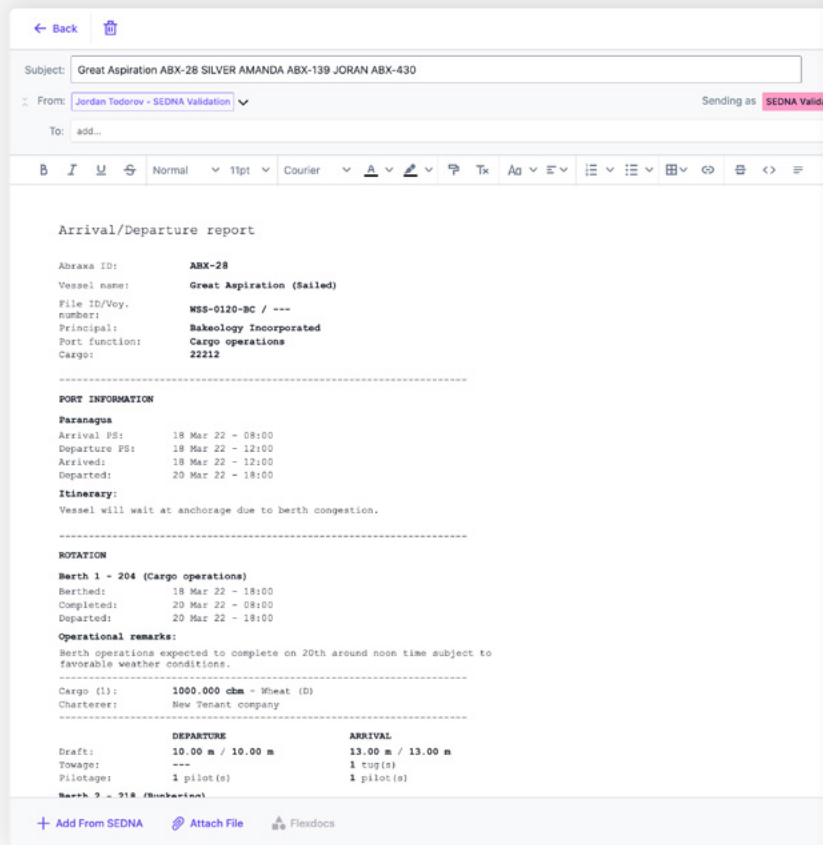 Back
Subject: Great Aspiration ABX-28 SILVER AMANDA ABX-139 JORAN ABX-430
From: Jordan Todorov - SEDNA Validation Sending as SEDNA Valida
To: add...
B I U S Normal 11pt Courier A Tx Aa
Arrival/Departure report
Abraxa ID: ABX-28
Vessel name: Great Aspiration (Sailed)
File ID/Voy.
number: WSS-0120-BC / ---
Principal: Bakeology Incorporated
Port function: Cargo operations
Cargo: 22212
PORT INFORMATION
Paranagua
Arrival PS: 18 Mar 22 - 08:00
Departure PS: 18 Mar 22 - 12:00
Arrived: 18 Mar 22 - 12:00
Departed: 20 Mar 22 - 18:00
Itinerary:
Vessel will wait at anchorage due to berth congestion.
ROTATION
Berth 1 - 204 (Cargo operations)
Berthed: 18 Mar 22 - 18:00
Completed: 20 Mar 22 - 08:00
Departed: 20 Mar 22 - 18:00
Operational remarks:
Berth operations expected to complete on 20th around noon time subject to
favorable weather conditions.
Cargo (1): 1000.000 cbm - Wheat (D)
Charterer: New Tenant company
DEPARTURE ARRIVAL
Draft: 10.00 m / 10.00 m 13.00 m / 13.00 m
Towage: --- 1 tug(s)
Pilotage: 1 pilot(s) 1 pilot(s)
Berth 2 - 218 (Bunkering)
Add From SEDNA Attach File Flexdocs